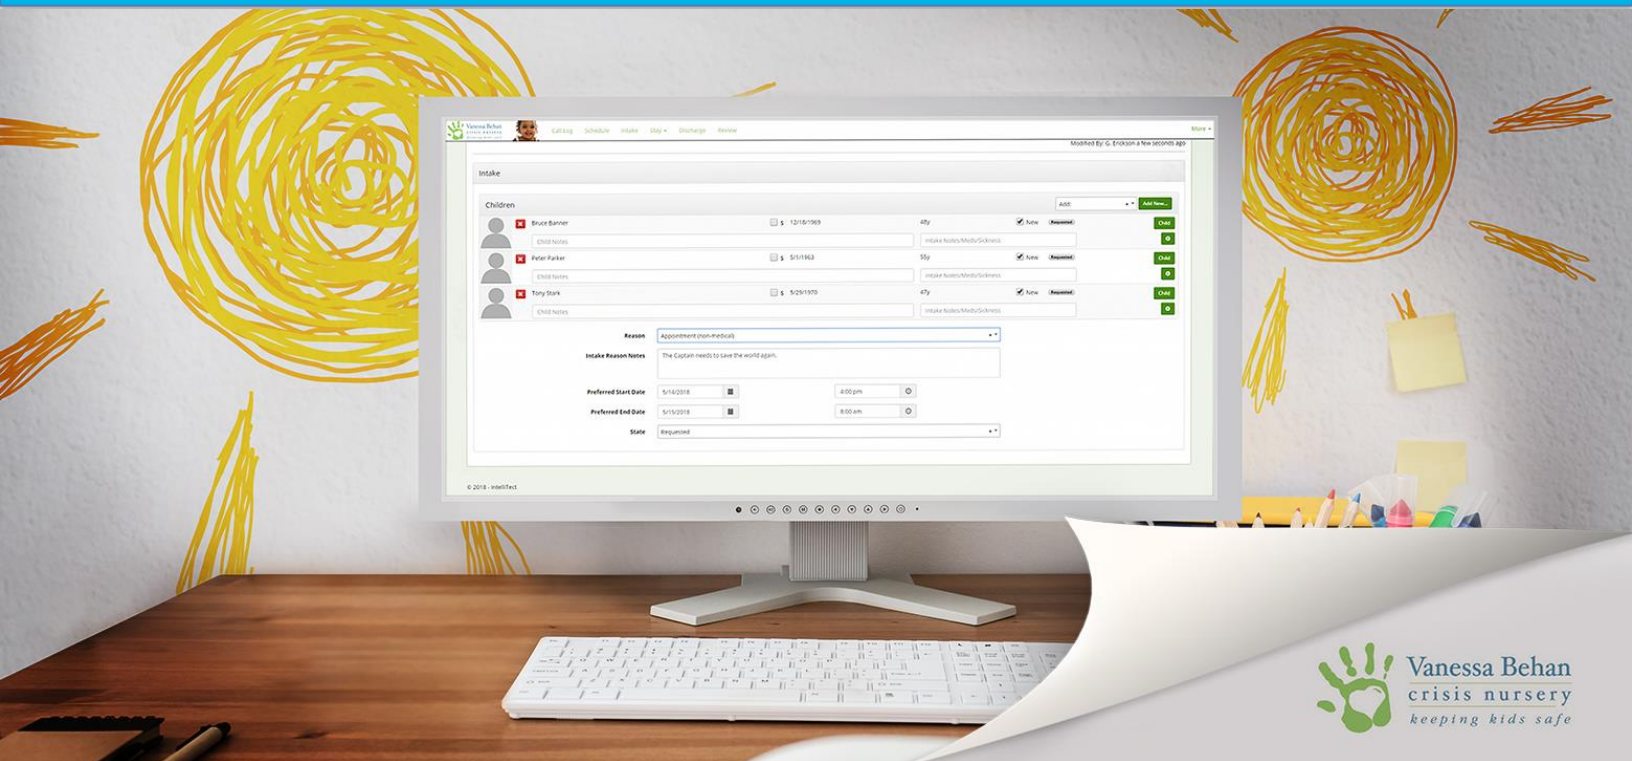 Vanessa Behan
crisis nursery
Call Log Schedule Intake Stay Discharge Review More
Modified By: G. Erickson a few seconds ago
Intake
Children Add Add New...
Bruce Banner $ 12/18/1969 48y New Requested Child
Child Notes Intake Notes/Meds/Sickness
Peter Parker $ 5/1/1963 55y New Requested Child
Child Notes Intake Notes/Meds/Sickness
Tony Stark $ 5/29/1970 47y New Requested Child
Child Notes Intake Notes/Meds/Sickness
Reason Appointment (non-medical)
Intake Reason Notes The Captain needs to save the world again.
Preferred Start Date 5/14/2018 4:00 pm
Preferred End Date 5/15/2018 8:00 am
State Requested
© 2018 - IntelliTect
Vanessa Behan
crisis nursery
keeping kids safe